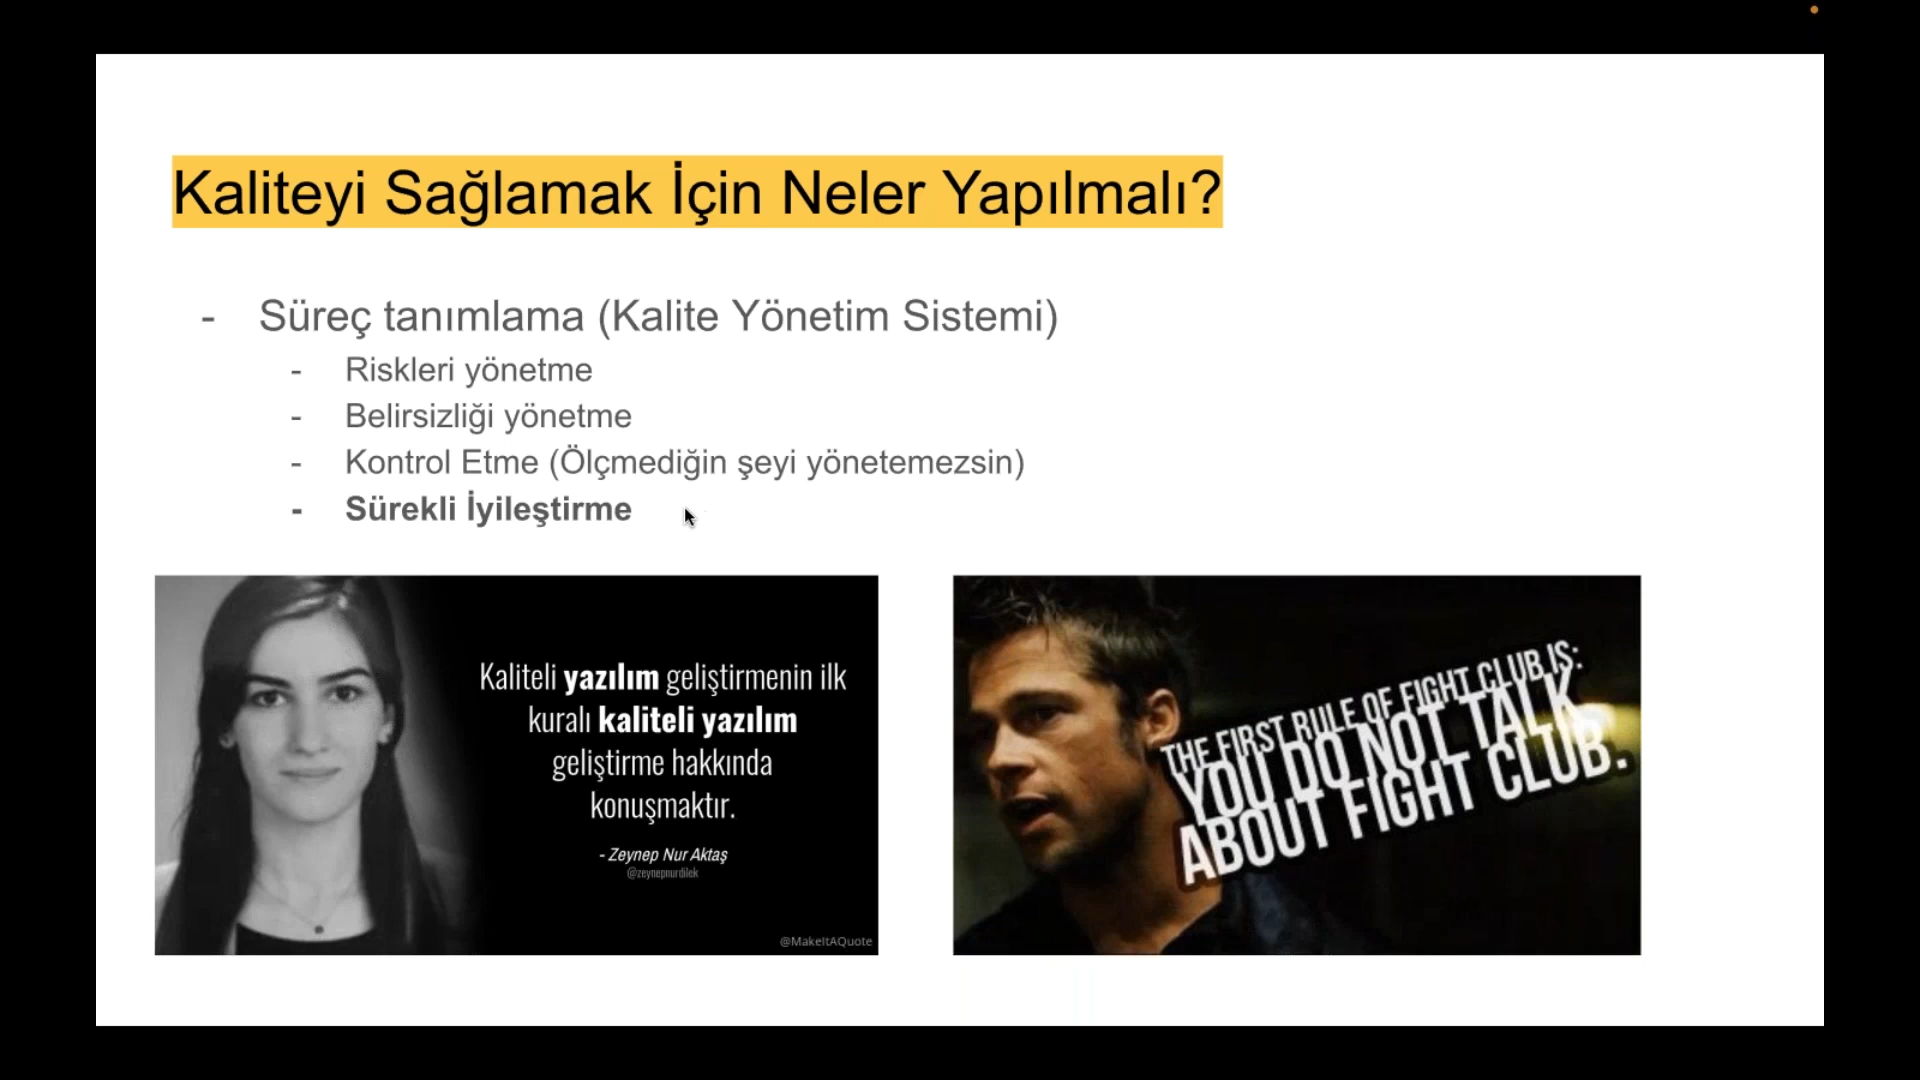 Kaliteyi Sağlamak İçin Neler Yapılmalı?
- Süreç tanımlama (Kalite Yönetim Sistemi)
- Riskleri yönetme
- Belirsizliği yönetme
- Kontrol Etme (Ölçmediğin şeyi yönetemezsin)
- Sürekli İyileştirme
Kaliteli yazılım geliştirmenin ilk
kuralı kaliteli yazılım
geliştirme hakkında
konuşmaktır.
- Zeynep Nur Aktaş
@zeynepnurdilek
@MakeItAQuote
THE FIRST RULE OF FIGHT CLUB IS:
YOU DO NOT TALK
ABOUT FIGHT CLUB.